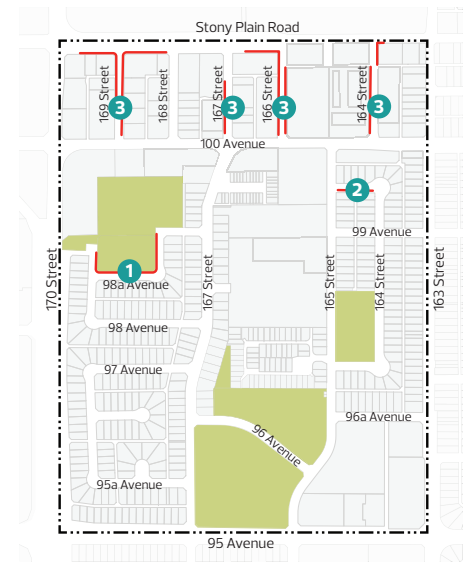 Stony Plain Road
169 Street
168 Street
167 Street
166 Street
164 Street
3
3
3
3
100 Avenue
2
99 Avenue
1
98a Avenue
170 Street
167 Street
165 Street
164 Street
163 Street
98 Avenue
97 Avenue
96a Avenue
96 Avenue
95a Avenue
95 Avenue